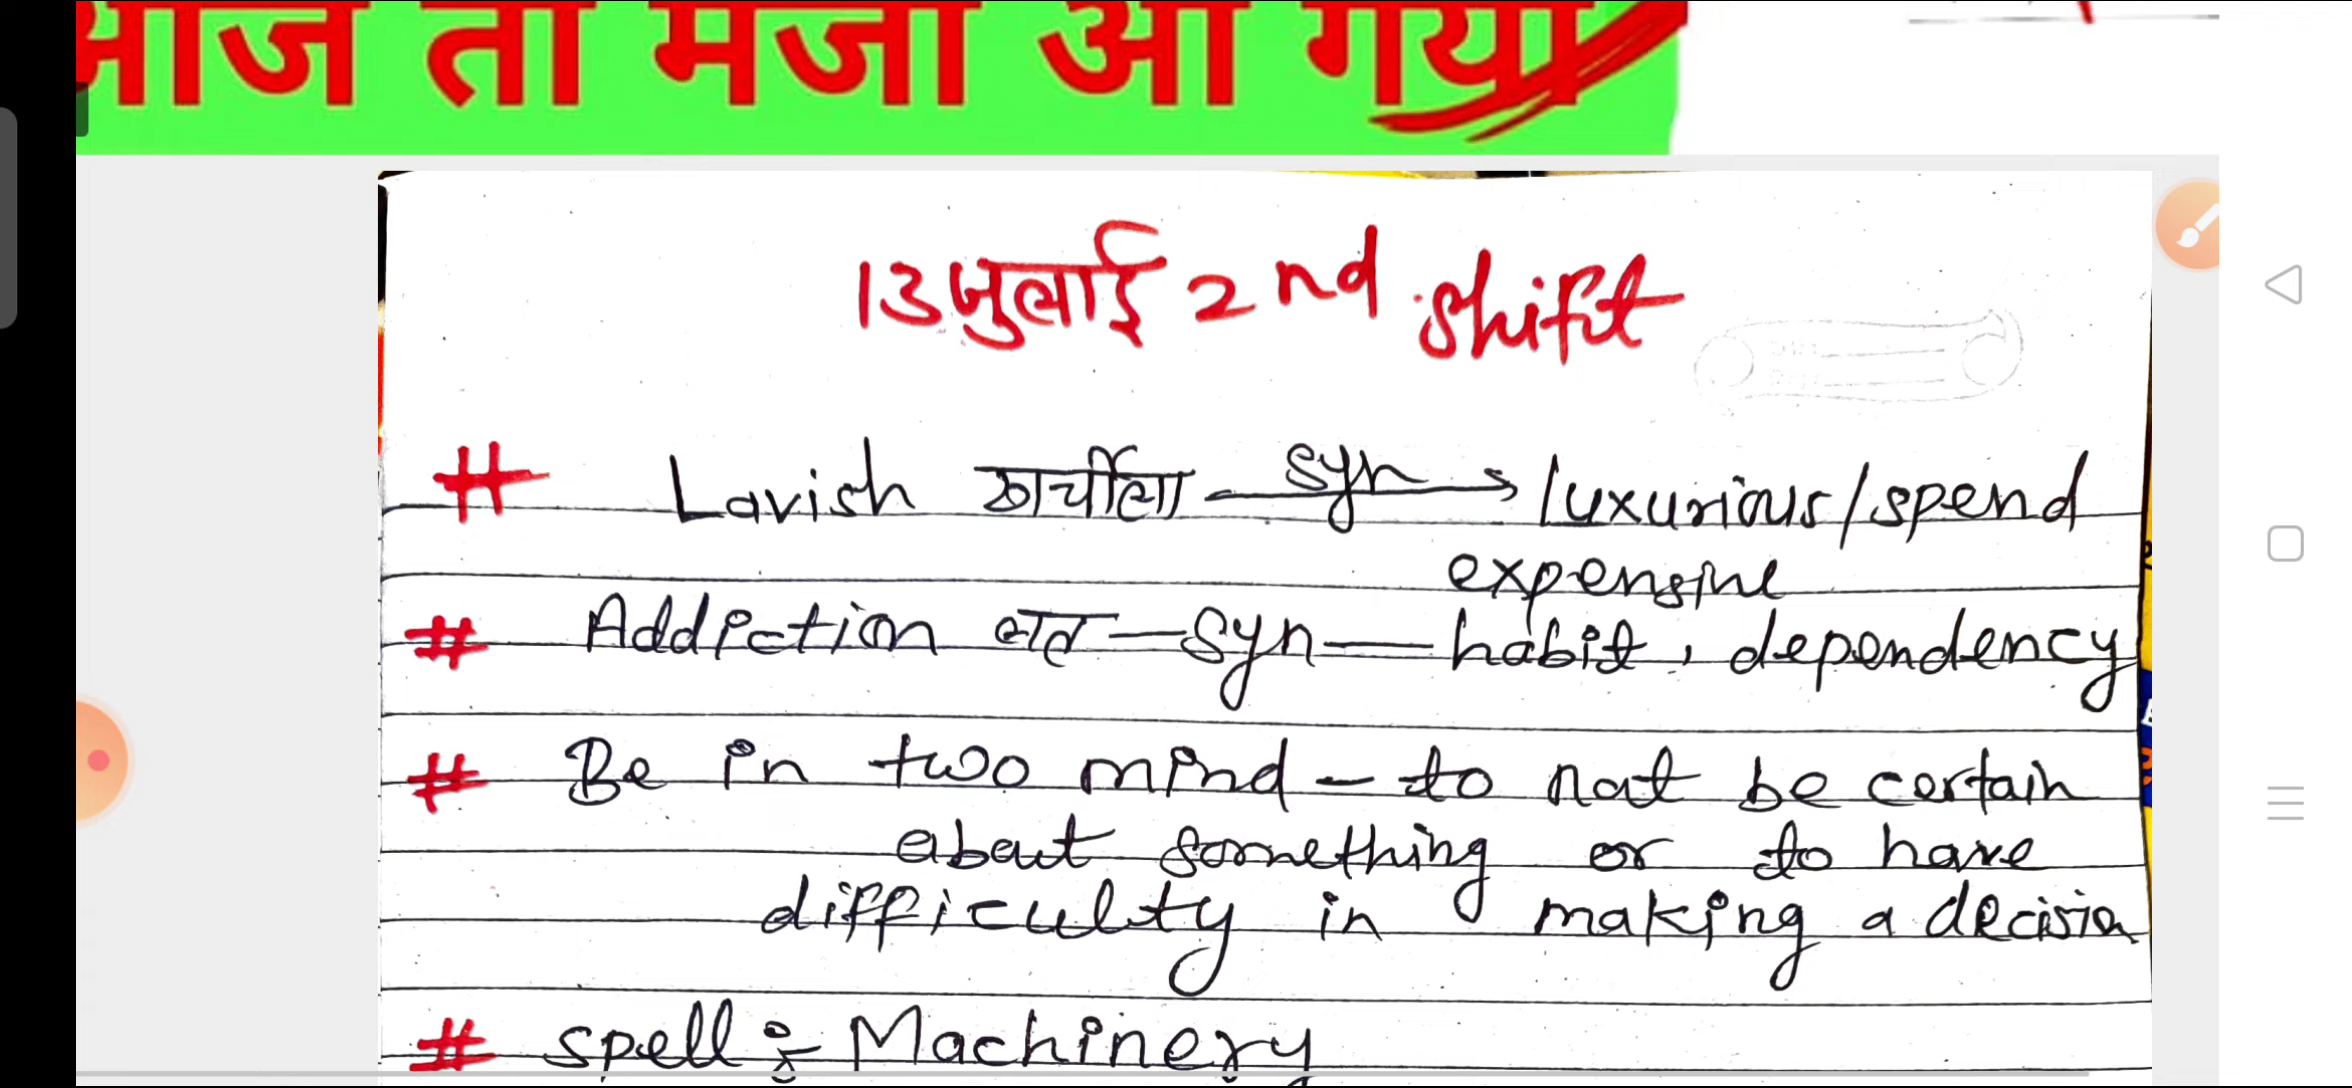 आज तो मजा आ गया
13 जुलाई 2nd shift
# Lavish खर्चीला - syn → luxurious/spend
expensive
# Addiction लत - syn - habit, dependency
# Be in two mind - to not be certain
about something or to have
difficulty in making a decision
# spell :- Machinery